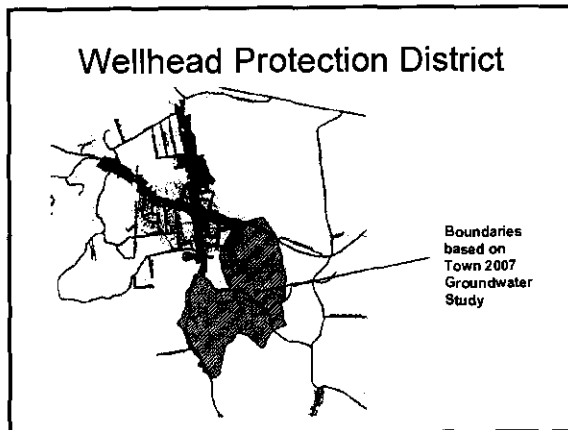 Wellhead Protection District
Boundaries
based on
Town 2007
Groundwater
Study